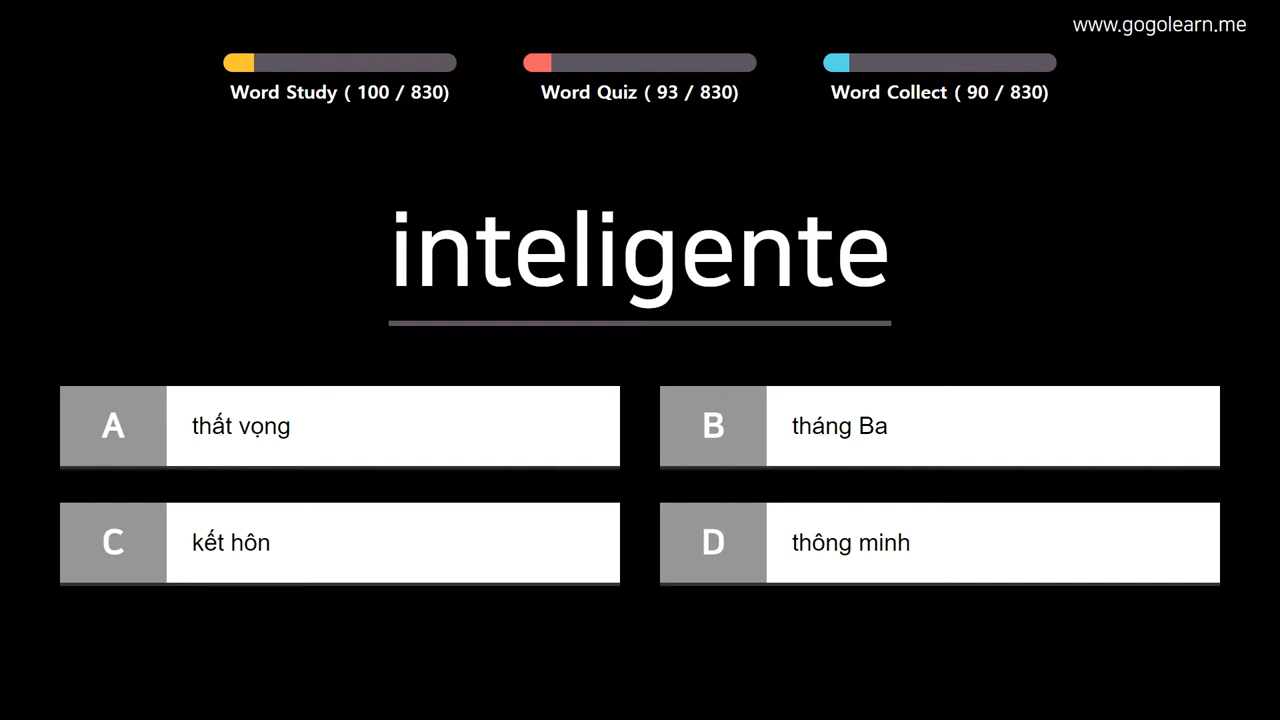 www.gogolearn.me
Word Study ( 100 / 830)
Word Quiz ( 93 / 830)
Word Collect ( 90 / 830)
inteligente
A thất vọng
B tháng Ba
C kết hôn
D thông minh